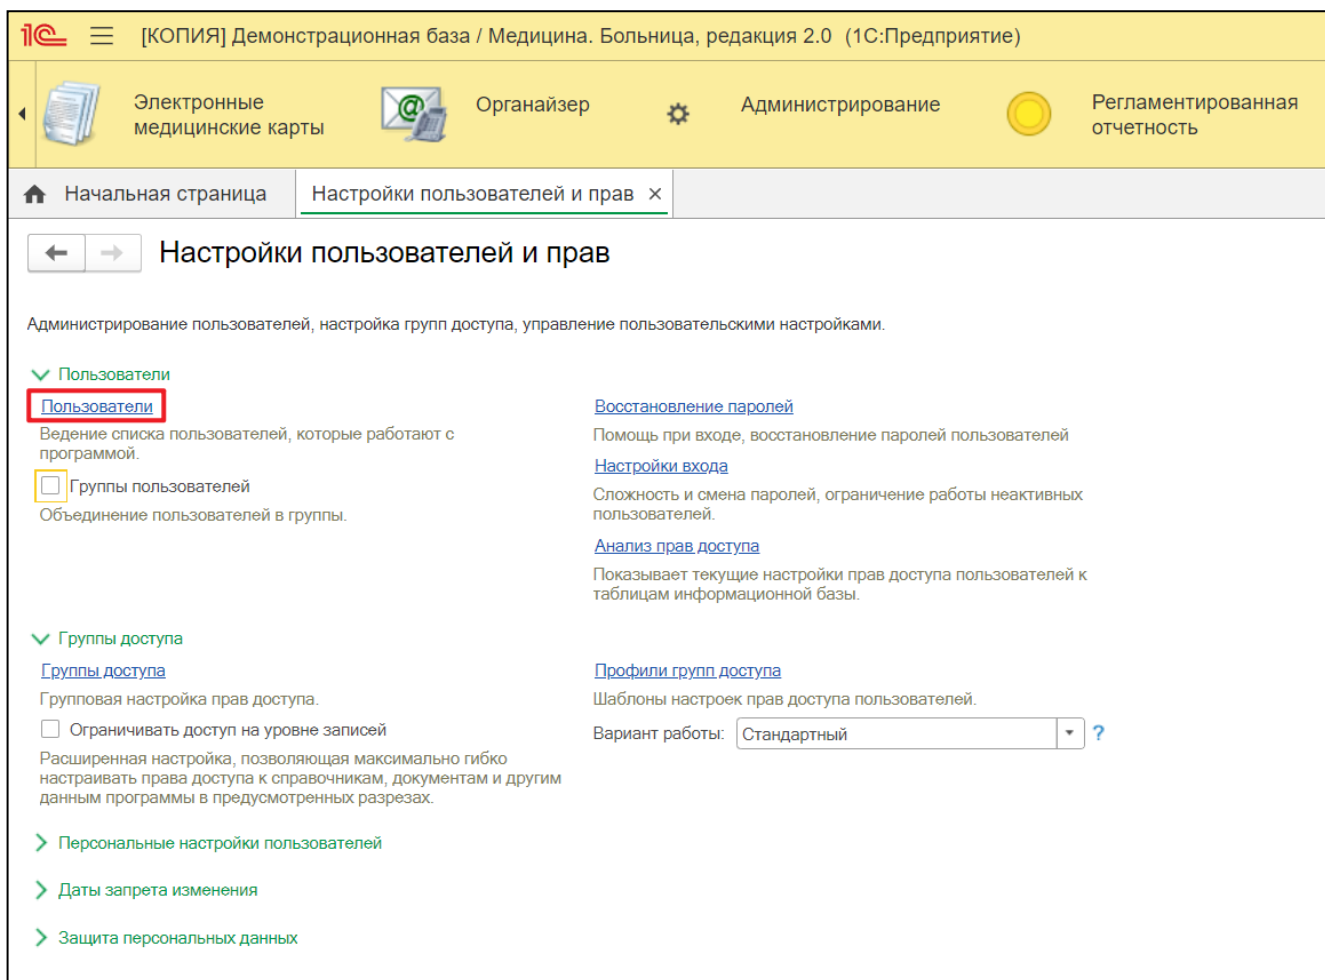 1С [КОПИЯ] Демонстрационная база / Медицина. Больница, редакция 2.0 (1С:Предприятие)
Электронные медицинские карты
Органайзер
Администрирование
Регламентированная отчетность
Начальная страница
Настройки пользователей и прав ×
Настройки пользователей и прав
Администрирование пользователей, настройка групп доступа, управление пользовательскими настройками.
Пользователи
Пользователи
Ведение списка пользователей, которые работают с
программой.
Группы пользователей
Объединение пользователей в группы.
Восстановление паролей
Помощь при входе, восстановление паролей пользователей
Настройки входа
Сложность и смена паролей, ограничение работы неактивных
пользователей.
Анализ прав доступа
Показывает текущие настройки прав доступа пользователей к
таблицам информационной базы.
Группы доступа
Группы доступа
Групповая настройка прав доступа.
Ограничивать доступ на уровне записей
Расширенная настройка, позволяющая максимально гибко
настраивать права доступа к справочникам, документам и другим
данным программы в предусмотренных разрезах.
Профили групп доступа
Шаблоны настроек прав доступа пользователей.
Вариант работы: Стандартный ?
Персональные настройки пользователей
Даты запрета изменения
Защита персональных данных